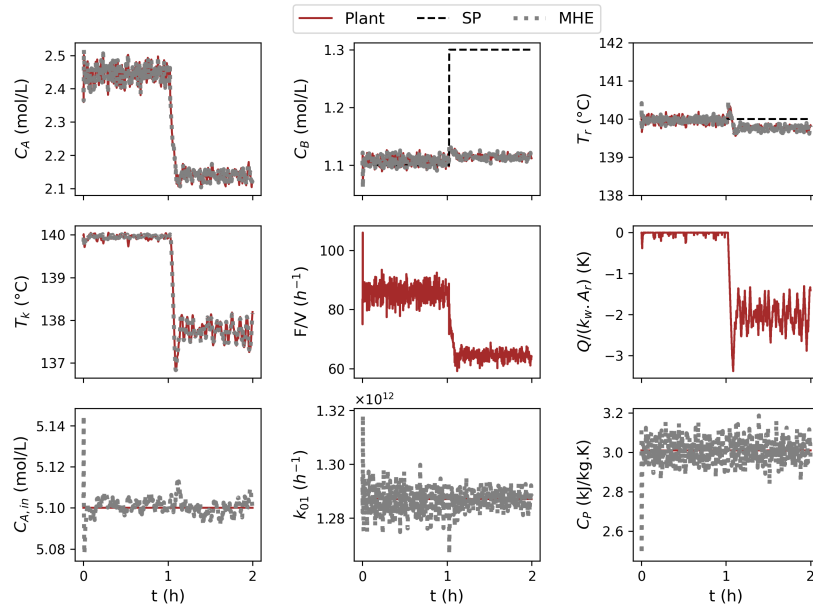 Plant SP MHE
2.5
2.4
2.3
2.2
2.1
C_A (mol/L)
1.3
1.2
1.1
C_B (mol/L)
142
141
140
139
138
T_r (°C)
140
139
138
137
T_k (°C)
100
80
60
F/V (h⁻¹)
0
−1
−2
−3
Q/(k_w.A_r) (K)
5.14
5.12
5.10
5.08
C_{A,in} (mol/L)
0 1 2
t (h)
×10¹²
1.32
1.30
1.28
k₀₁ (h⁻¹)
0 1 2
t (h)
3.2
3.0
2.8
2.6
C_P (kJ/kg.K)
0 1 2
t (h)